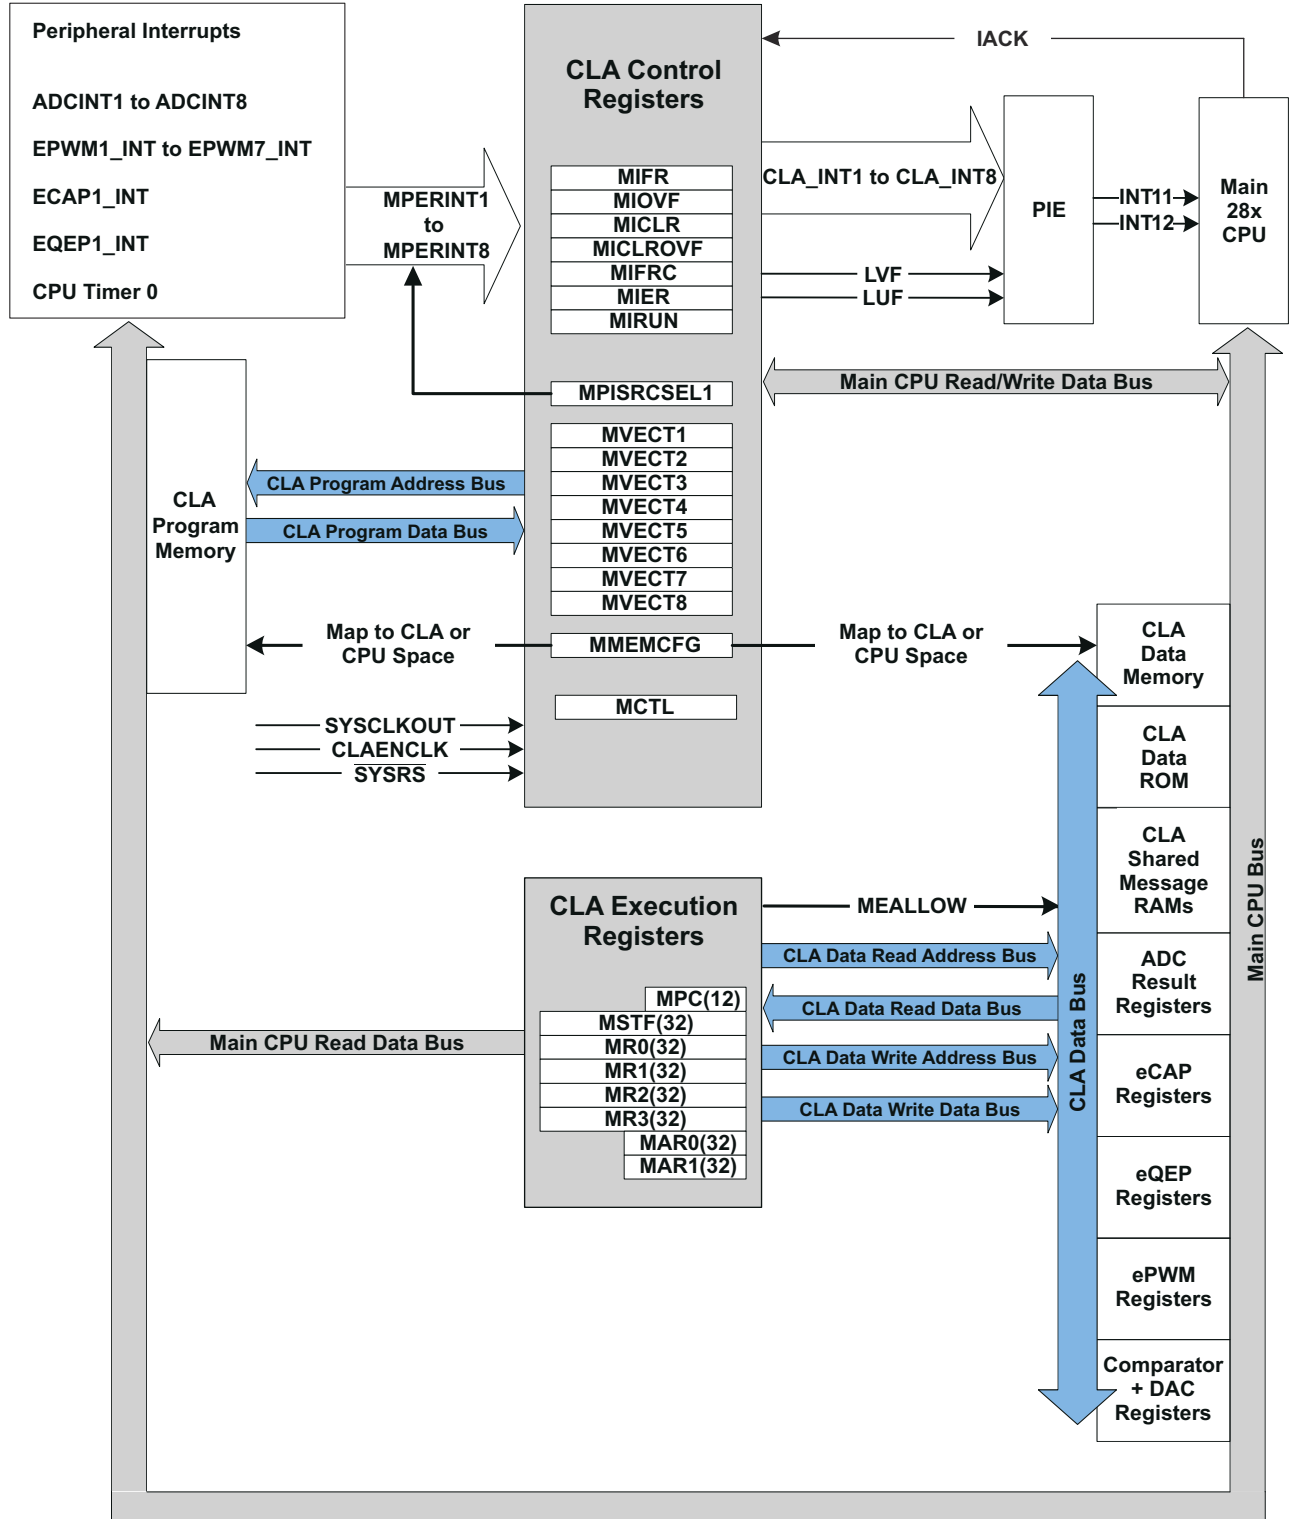 Peripheral Interrupts
ADCINT1 to ADCINT8
EPWM1_INT to EPWM7_INT
ECAP1_INT
EQEP1_INT
CPU Timer 0
MPERINT1
to
MPERINT8
CLA Control
Registers
MIFR
MIOVF
MICLR
MICLROVF
MIFRC
MIER
MIRUN
MPISRCSEL1
MVECT1
MVECT2
MVECT3
MVECT4
MVECT5
MVECT6
MVECT7
MVECT8
MMEMCFG
MCTL
IACK
CLA_INT1 to CLA_INT8
LVF
LUF
PIE
INT11
INT12
Main
28x
CPU
Main CPU Read/Write Data Bus
CLA
Program
Memory
CLA Program Address Bus
CLA Program Data Bus
Map to CLA or
CPU Space
Map to CLA or
CPU Space
SYSCLKOUT
CLAENCLK
SYSRS
CLA
Data
Memory
CLA
Data
ROM
CLA
Shared
Message
RAMs
ADC
Result
Registers
eCAP
Registers
eQEP
Registers
ePWM
Registers
Comparator
+ DAC
Registers
Main CPU Bus
CLA Data Bus
CLA Execution
Registers
MPC(12)
MSTF(32)
MR0(32)
MR1(32)
MR2(32)
MR3(32)
MAR0(32)
MAR1(32)
MEALLOW
CLA Data Read Address Bus
CLA Data Read Data Bus
CLA Data Write Address Bus
CLA Data Write Data Bus
Main CPU Read Data Bus